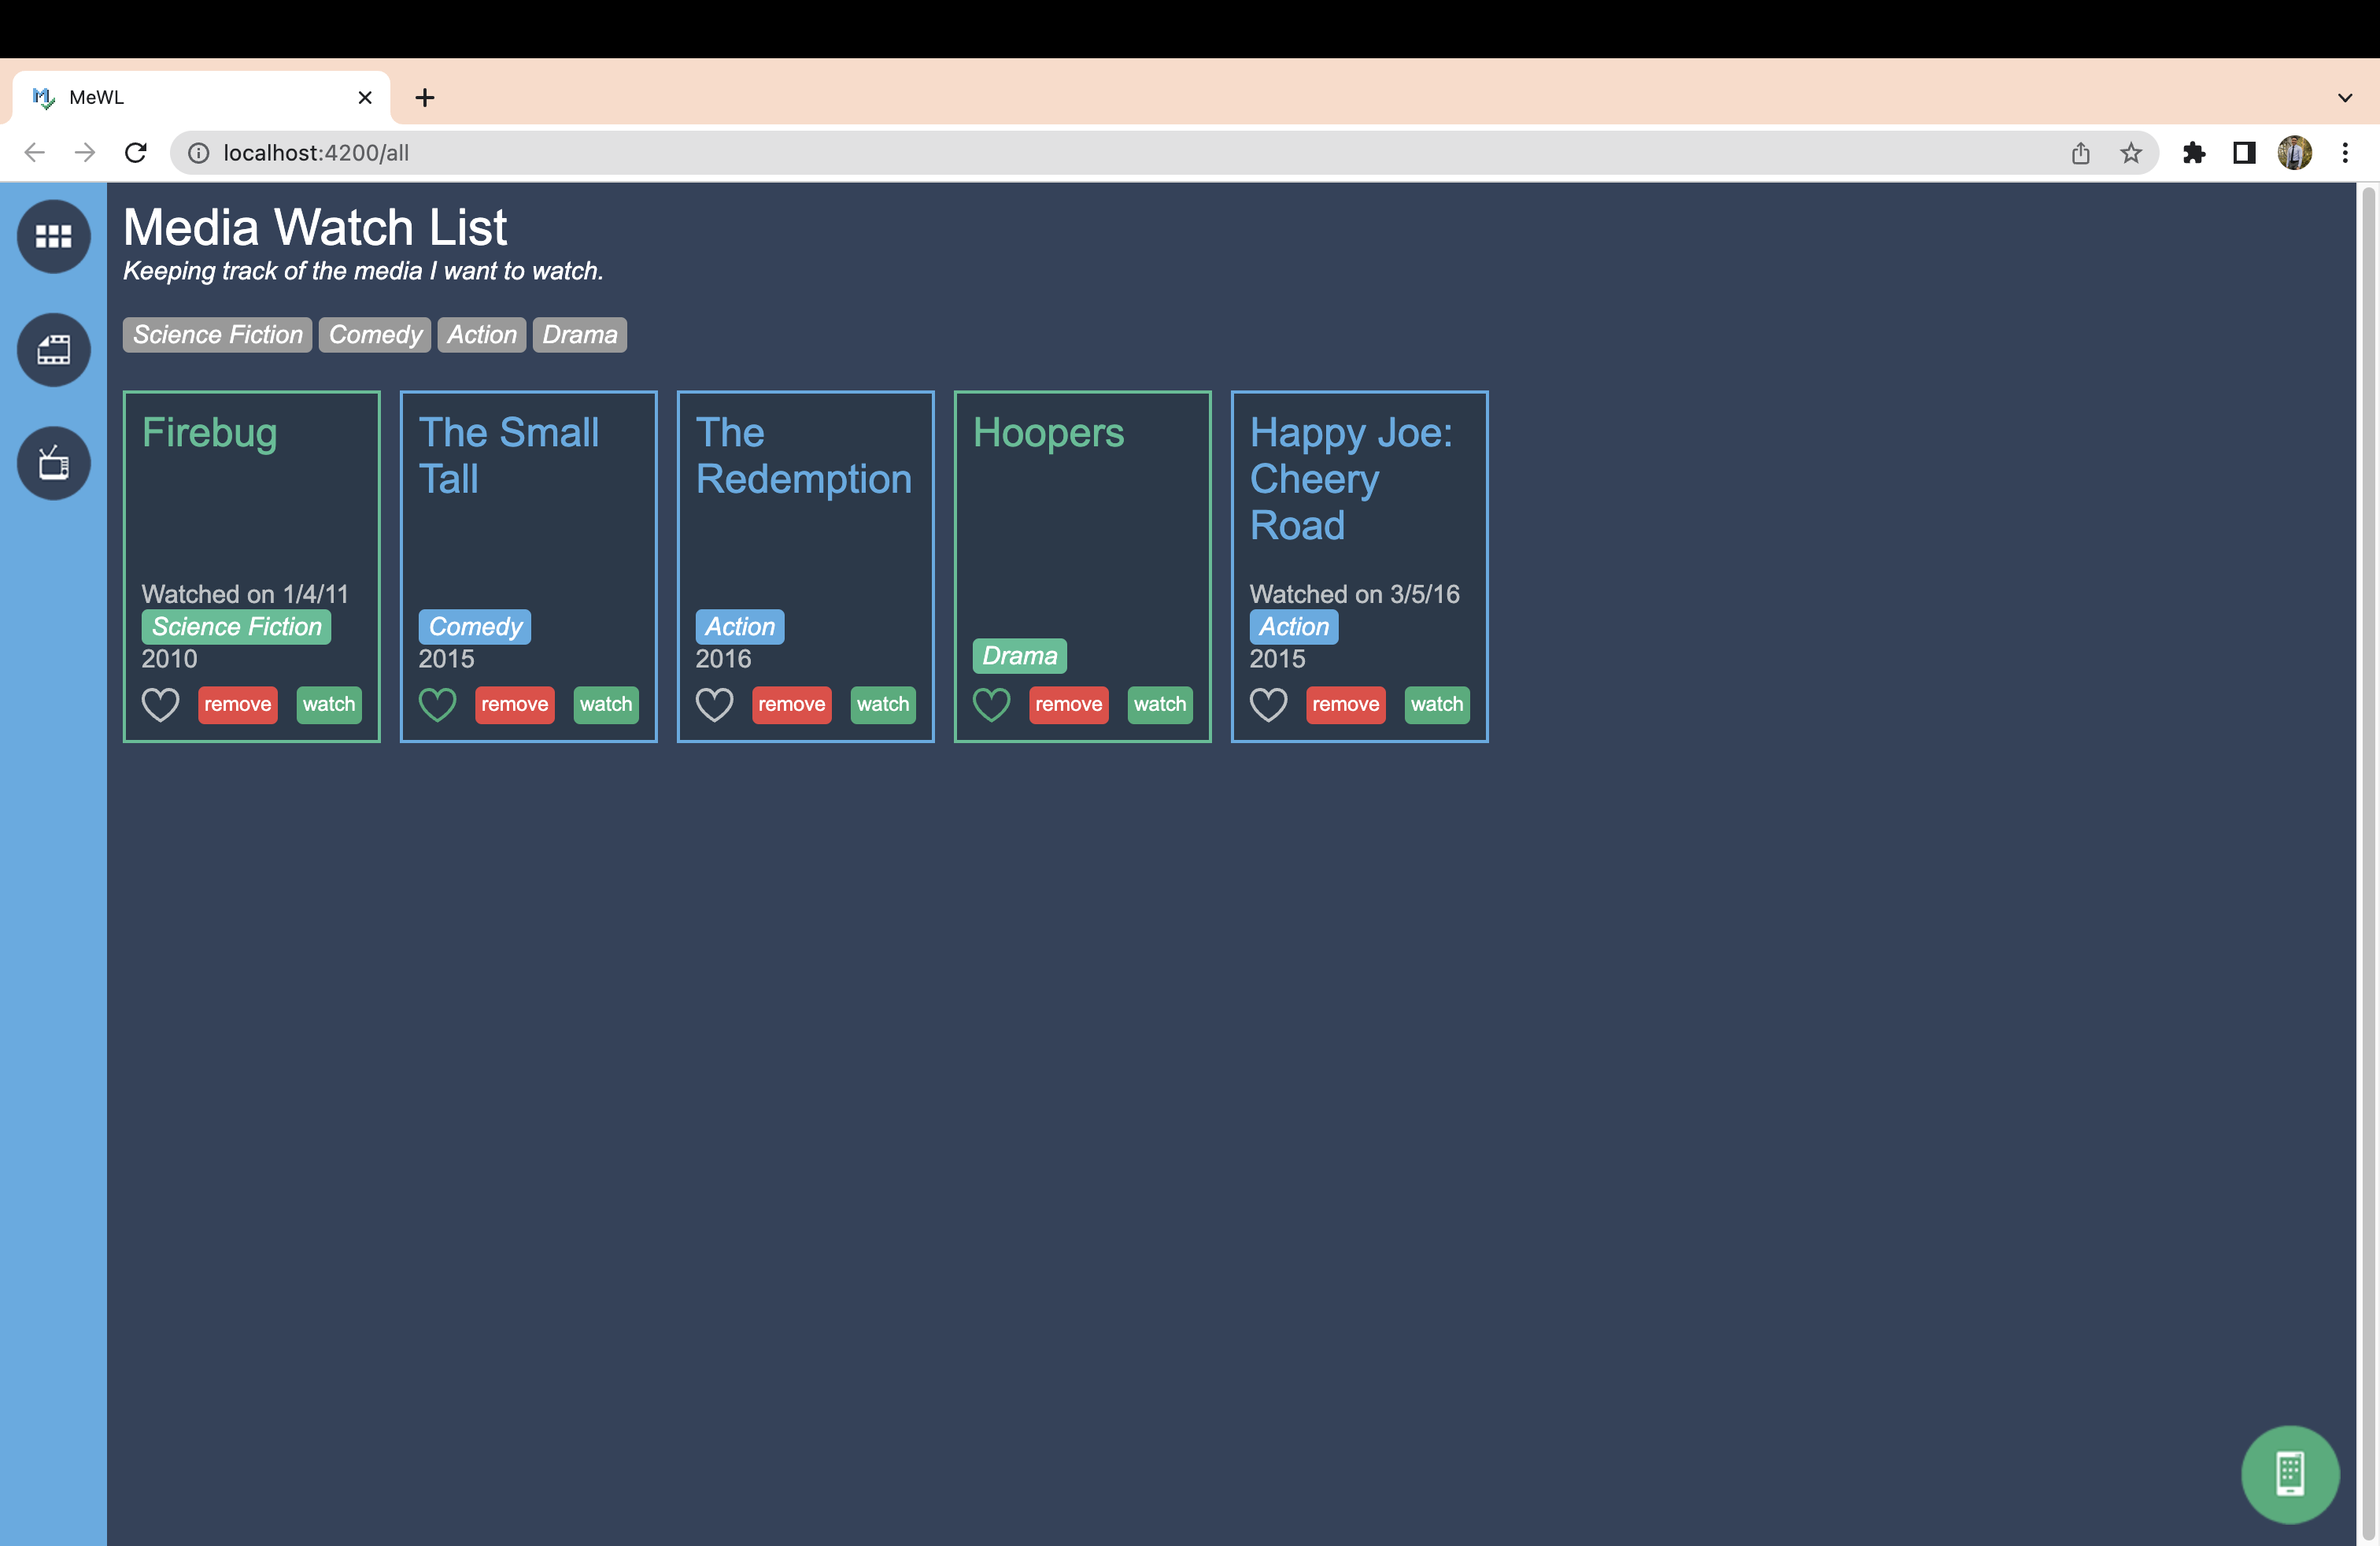 MeWL
localhost:4200/all
Media Watch List
Keeping track of the media I want to watch.
Science Fiction Comedy Action Drama
Firebug
Watched on 1/4/11
Science Fiction
2010
remove watch
The Small
Tall
Comedy
2015
remove watch
The
Redemption
Action
2016
remove watch
Hoopers
Drama
remove watch
Happy Joe:
Cheery
Road
Watched on 3/5/16
Action
2015
remove watch